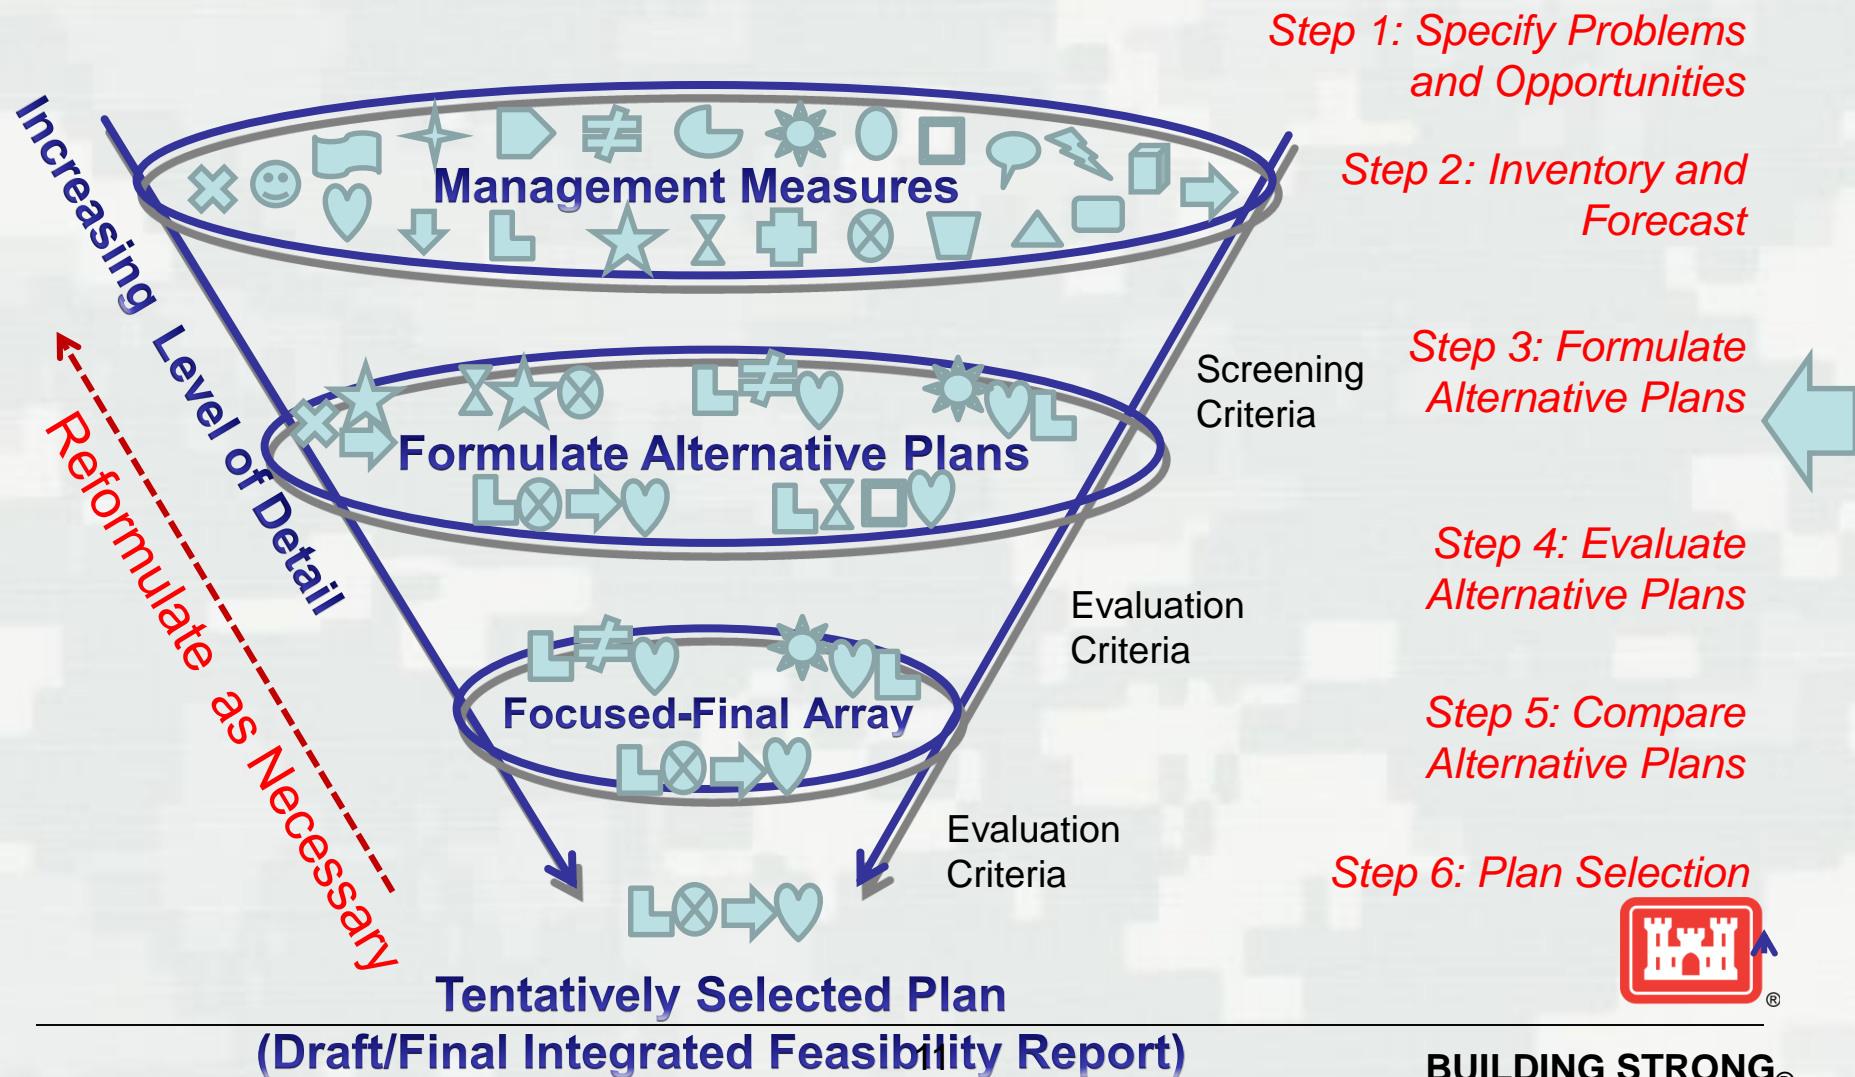 Step 1: Specify Problems
and Opportunities
Step 2: Inventory and
Forecast
Step 3: Formulate
Alternative Plans
Step 4: Evaluate
Alternative Plans
Step 5: Compare
Alternative Plans
Step 6: Plan Selection
Increasing Level of Detail
Reformulate as Necessary
Management Measures
Screening
Criteria
Formulate Alternative Plans
Evaluation
Criteria
Focused-Final Array
Evaluation
Criteria
Tentatively Selected Plan
(Draft/Final Integrated Feasibility Report)
11
®
BUILDING STRONG®